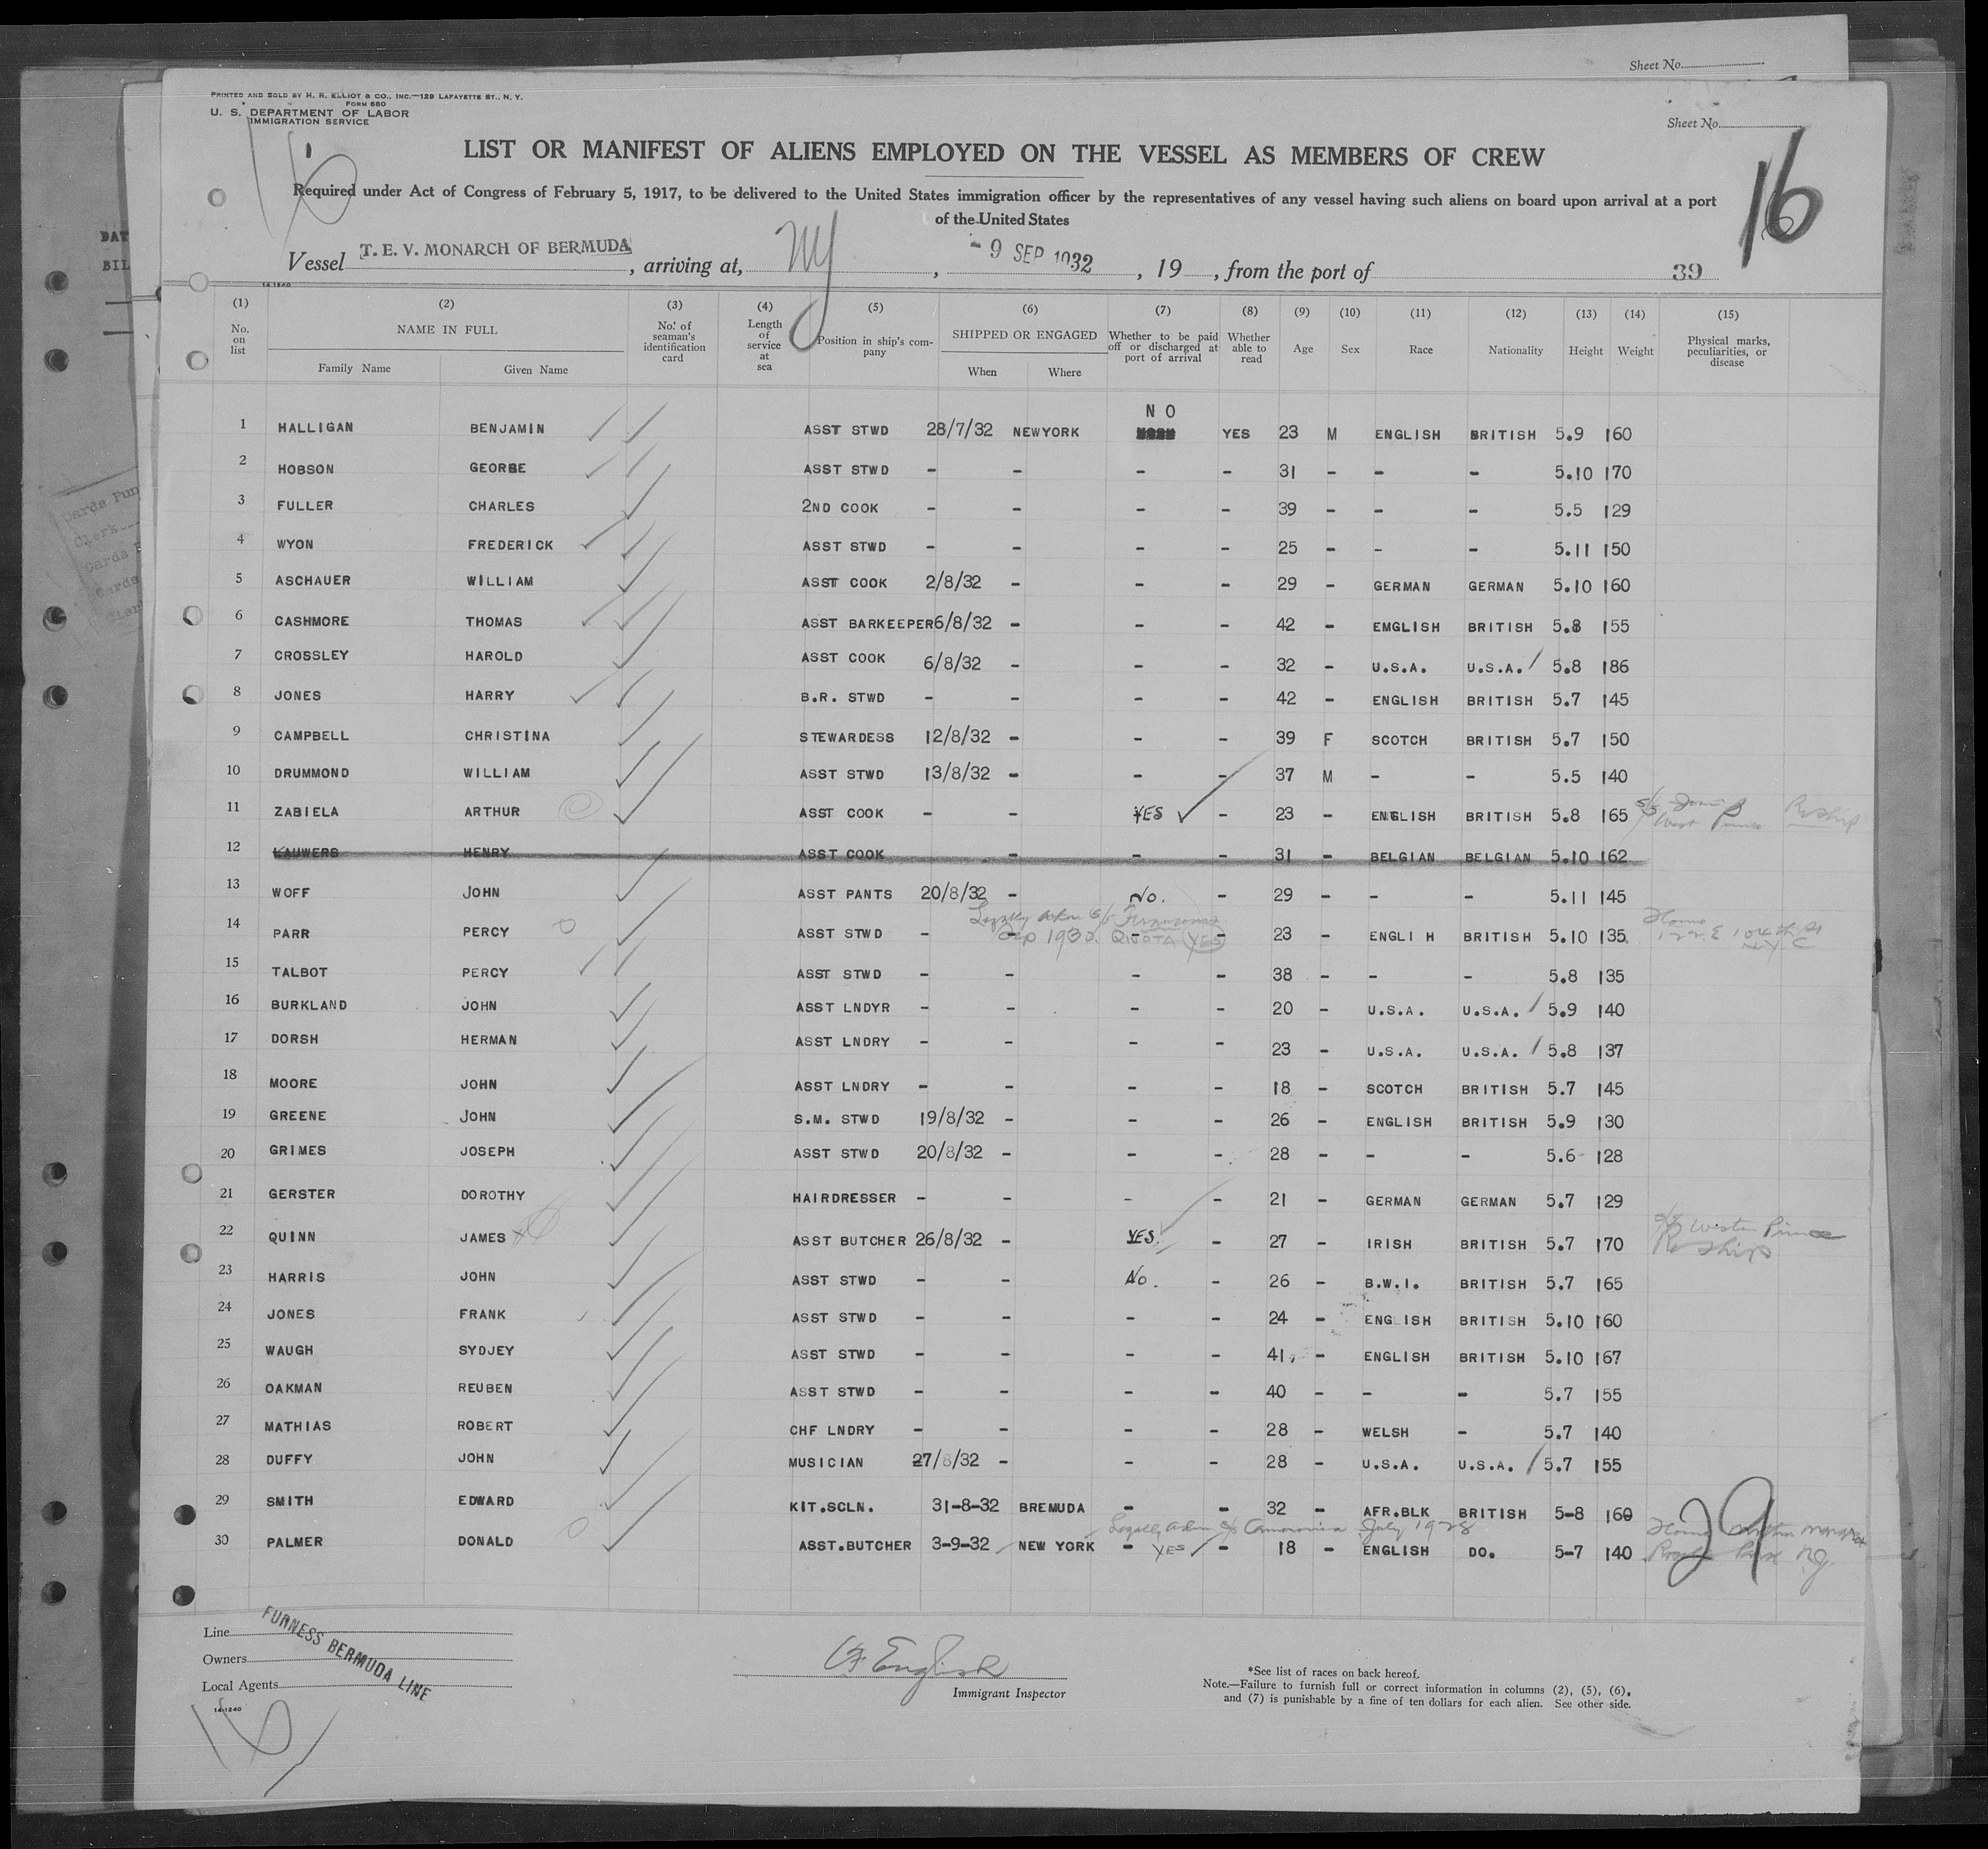 Sheet No.
PRINTED AND SOLD BY H. R. ELLIOT & CO., INC.—129 LAFAYETTE ST., N. Y.
FORM 680
U. S. DEPARTMENT OF LABOR
IMMIGRATION SERVICE
Sheet No.
16
LIST OR MANIFEST OF ALIENS EMPLOYED ON THE VESSEL AS MEMBERS OF CREW
Required under Act of Congress of February 5, 1917, to be delivered to the United States immigration officer by the representatives of any vessel having such aliens on board upon arrival at a port
of the United States
Vessel T. E. V. MONARCH OF BERMUDA, arriving at, NY, - 9 SEP 1932, 19, from the port of 39
(1) (2) (3) (4) (5) (6) (7) (8) (9) (10) (11) (12) (13) (14) (15)
No. on list NAME IN FULL Family Name Given Name No. of seaman's identification card Length of service at sea Position in ship's company SHIPPED OR ENGAGED When Where Whether to be paid off or discharged at port of arrival Whether able to read Age Sex Race Nationality Height Weight Physical marks, peculiarities, or disease
1 HALLIGAN BENJAMIN ASST STWD 28/7/32 NEWYORK NO YES 23 M ENGLISH BRITISH 5.9 160
2 HOBSON GEORGE ASST STWD - - - - 31 - - - 5.10 170
3 FULLER CHARLES 2ND COOK - - - - 39 - - - 5.5 129
4 WYON FREDERICK ASST STWD - - - - 25 - - - 5.11 150
5 ASCHAUER WILLIAM ASST COOK 2/8/32 - - - 29 - GERMAN GERMAN 5.10 160
6 CASHMORE THOMAS ASST BARKEEPER 6/8/32 - - - 42 - EMGLISH BRITISH 5.8 155
7 CROSSLEY HAROLD ASST COOK 6/8/32 - - - 32 - U.S.A. U.S.A. 5.8 186
8 JONES HARRY B.R. STWD - - - - 42 - ENGLISH BRITISH 5.7 145
9 CAMPBELL CHRISTINA STEWARDESS 12/8/32 - - - 39 F SCOTCH BRITISH 5.7 150
10 DRUMMOND WILLIAM ASST STWD 13/8/32 - - - 37 M - - 5.5 140
11 ZABIELA ARTHUR ASST COOK - - YES - 23 - ENGLISH BRITISH 5.8 165 Reship
12 LAUWERS HENRY ASST COOK - - - 31 - BELGIAN BELGIAN 5.10 162
13 WOFF JOHN ASST PANTS 20/8/32 - No. - 29 - - - 5.11 145
14 PARR PERCY ASST STWD - - - - 23 - ENGLI H BRITISH 5.10 135
Sep 1930. QUOTA YES
15 TALBOT PERCY ASST STWD - - - - 38 - - - 5.8 135
16 BURKLAND JOHN ASST LNDYR - - - - 20 - U.S.A. U.S.A. 5.9 140
17 DORSH HERMAN ASST LNDRY - - - - 23 - U.S.A. U.S.A. 5.8 137
18 MOORE JOHN ASST LNDRY - - - - 18 - SCOTCH BRITISH 5.7 145
19 GREENE JOHN S.M. STWD 19/8/32 - - - 26 - ENGLISH BRITISH 5.9 130
20 GRIMES JOSEPH ASST STWD 20/8/32 - - - 28 - - - 5.6 128
21 GERSTER DOROTHY HAIRDRESSER - - - - 21 - GERMAN GERMAN 5.7 129
22 QUINN JAMES ASST BUTCHER 26/8/32 - YES. - 27 - IRISH BRITISH 5.7 170 Reship
23 HARRIS JOHN ASST STWD - - No. - 26 - B.W.I. BRITISH 5.7 165
24 JONES FRANK ASST STWD - - - - 24 - ENGLISH BRITISH 5.10 160
25 WAUGH SYDJEY ASST STWD - - - - 41 - ENGLISH BRITISH 5.10 167
26 OAKMAN REUBEN ASST STWD - - - - 40 - - - 5.7 155
27 MATHIAS ROBERT CHF LNDRY - - - - 28 - WELSH - 5.7 140
28 DUFFY JOHN MUSICIAN 27/8/32 - - - 28 - U.S.A. U.S.A. 5.7 155
29 SMITH EDWARD KIT.SCLN. 31-8-32 BREMUDA - - 32 - AFR.BLK BRITISH 5-8 160
July 1928
30 PALMER DONALD ASST.BUTCHER 3-9-32 NEW YORK - YES - 18 - ENGLISH DO. 5-7 140
29
Line
Owners
Local Agents
FURNESS BERMUDA LINE
14-1240
English
Immigrant Inspector
*See list of races on back hereof.
Note.—Failure to furnish full or correct information in columns (2), (5), (6),
and (7) is punishable by a fine of ten dollars for each alien. See other side.